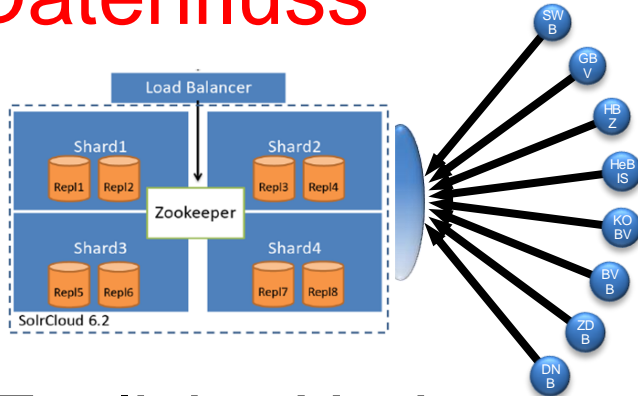 Datenfluss
Load Balancer
Shard1
Repl1 Repl2
Shard2
Repl3 Repl4
Zookeeper
Shard3
Repl5 Repl6
Shard4
Repl7 Repl8
SolrCloud 6.2
SW
B
GB
V
HB
Z
HeB
IS
KO
BV
BV
B
ZD
B
DN
B